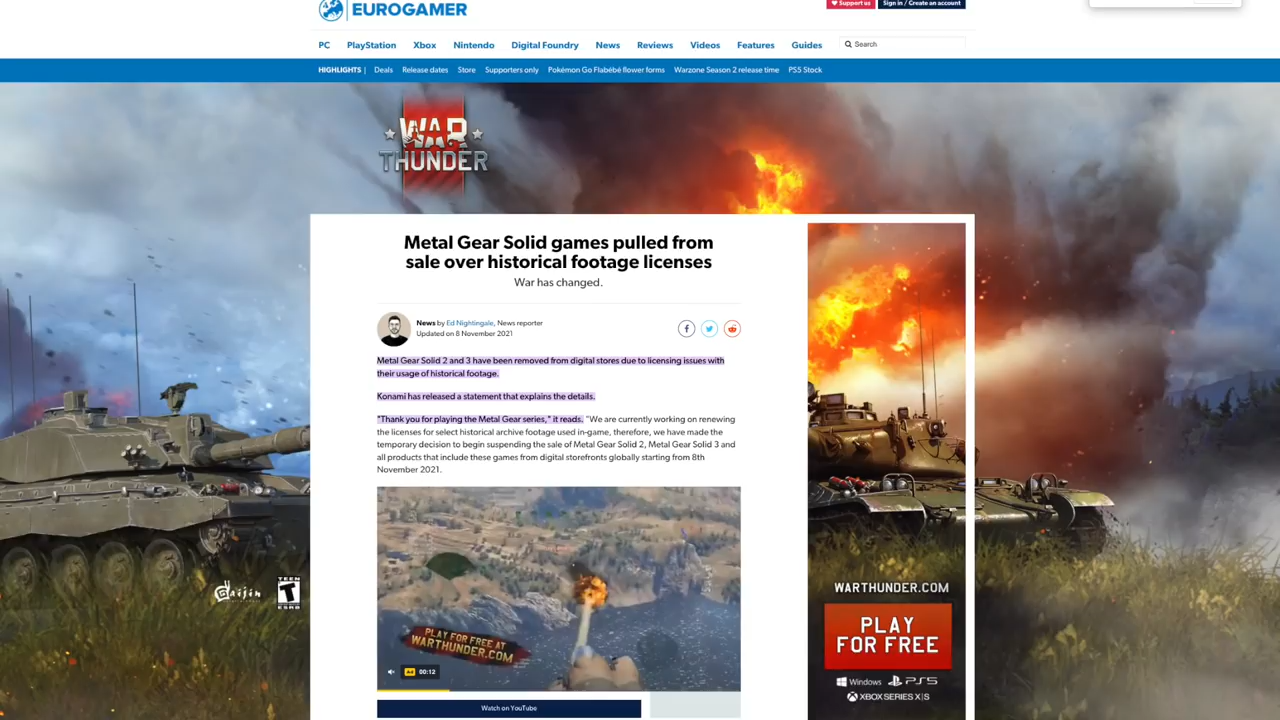 EUROGAMER
Support us
Sign in / Create an account
PC PlayStation Xbox Nintendo Digital Foundry News Reviews Videos Features Guides Search
HIGHLIGHTS | Deals Release dates Store Supporters only Pokémon Go Flabébé flower forms Warzone Season 2 release time PS5 Stock
WAR
THUNDER
Metal Gear Solid games pulled from
sale over historical footage licenses
War has changed.
News by Ed Nightingale, News reporter
Updated on 8 November 2021
Metal Gear Solid 2 and 3 have been removed from digital stores due to licensing issues with
their usage of historical footage.
Konami has released a statement that explains the details.
"Thank you for playing the Metal Gear series," it reads. "We are currently working on renewing
the licenses for select historical archive footage used in-game, therefore, we have made the
temporary decision to begin suspending the sale of Metal Gear Solid 2, Metal Gear Solid 3 and
all products that include these games from digital storefronts globally starting from 8th
November 2021.
PLAY FOR FREE AT
WARTHUNDER.COM
Ad 00:12
Watch on YouTube
Gaijin
TEEN
T
ESRB
WARTHUNDER.COM
PLAY
FOR FREE
Windows PS5
XBOX SERIES X|S